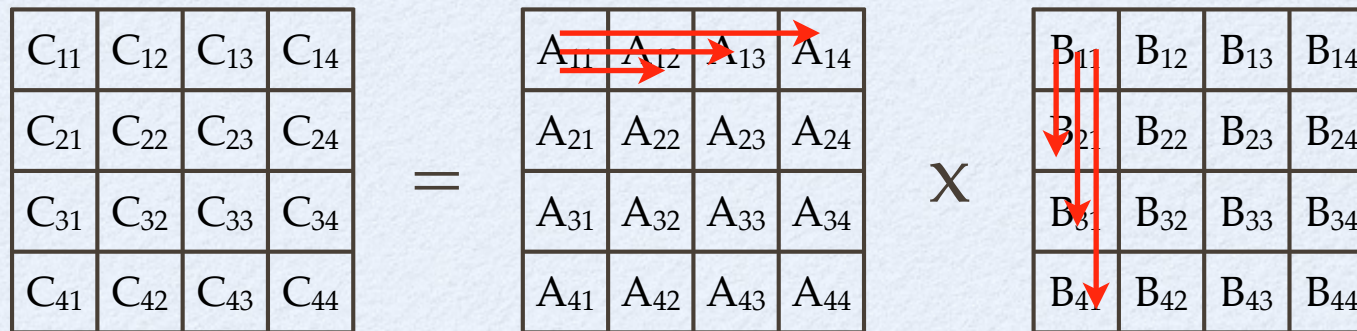 C₁₁ C₁₂ C₁₃ C₁₄ A₁₁ A₁₂ A₁₃ A₁₄ B₁₁ B₁₂ B₁₃ B₁₄
C₂₁ C₂₂ C₂₃ C₂₄ A₂₁ A₂₂ A₂₃ A₂₄ B₂₁ B₂₂ B₂₃ B₂₄
= x
C₃₁ C₃₂ C₃₃ C₃₄ A₃₁ A₃₂ A₃₃ A₃₄ B₃₁ B₃₂ B₃₃ B₃₄
C₄₁ C₄₂ C₄₃ C₄₄ A₄₁ A₄₂ A₄₃ A₄₄ B₄₁ B₄₂ B₄₃ B₄₄